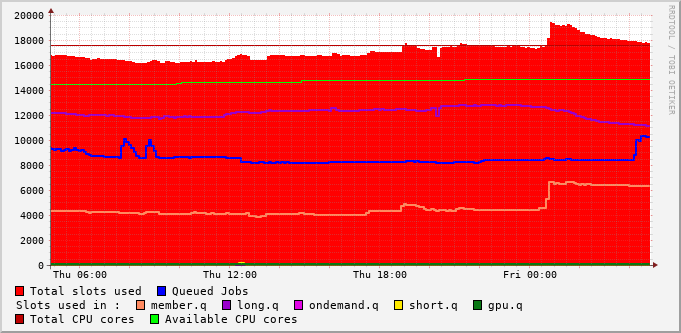 20000
18000
16000
14000
12000
10000
8000
6000
4000
2000
0
Thu 06:00 Thu 12:00 Thu 18:00 Fri 00:00
RRDTOOL / TOBI OETIKER
Total slots used Queued Jobs
Slots used in : member.q long.q ondemand.q short.q gpu.q
Total CPU cores Available CPU cores